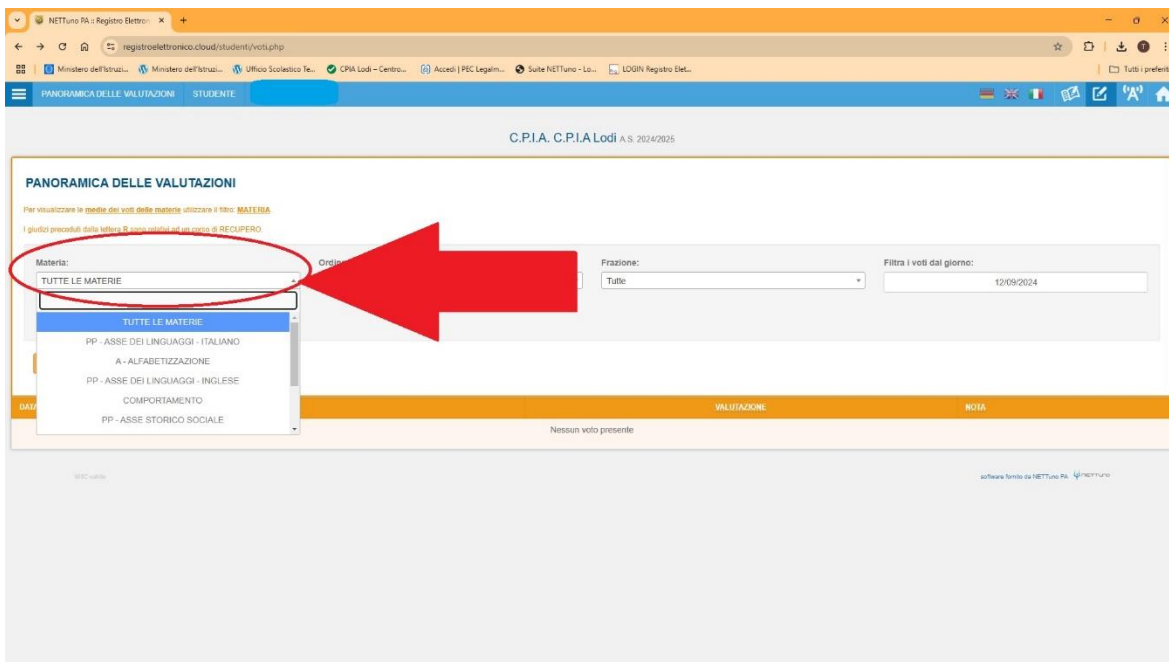 NETTuno PA :: Registro Elettron
registroelettronico.cloud/studenti/voti.php
Ministero dell'Istruzi... Ministero dell'Istruzi... Ufficio Scolastico Te... CPIA Lodi – Centro... Accedi | PEC Legalm... Suite NETTuno - Lo... LOGIN Registro Elet... Tutti i preferiti
PANORAMICA DELLE VALUTAZIONI STUDENTE
C.P.I.A. C.P.I.A Lodi A.S. 2024/2025
PANORAMICA DELLE VALUTAZIONI
Per visualizzare le medie dei voti delle materie utilizzare il filtro: MATERIA
I giudizi preceduti dalla lettera R sono relativi ad un corso di RECUPERO
Materia: Frazione: Filtra i voti dal giorno:
TUTTE LE MATERIE Tutte 12/09/2024
TUTTE LE MATERIE
PP - ASSE DEI LINGUAGGI - ITALIANO
A - ALFABETIZZAZIONE
PP - ASSE DEI LINGUAGGI - INGLESE
COMPORTAMENTO
PP - ASSE STORICO SOCIALE
VALUTAZIONE NOTA
Nessun voto presente
software fornito da NETTuno PA NETTuno